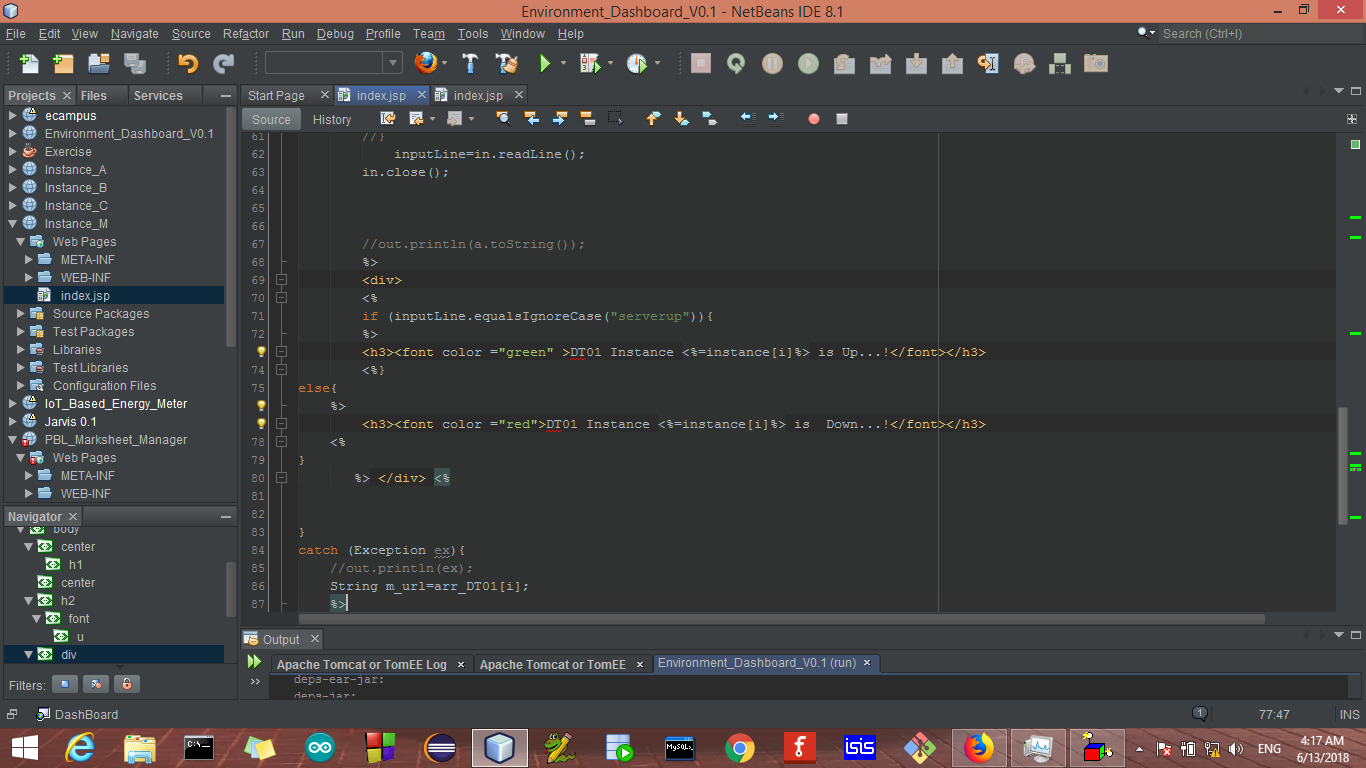 Environment_Dashboard_V0.1 - NetBeans IDE 8.1
File Edit View Navigate Source Refactor Run Debug Profile Team Tools Window Help
Search (Ctrl+I)
Projects Files Services
ecampus
Environment_Dashboard_V0.1
Exercise
Instance_A
Instance_B
Instance_C
Instance_M
Web Pages
META-INF
WEB-INF
index.jsp
Source Packages
Test Packages
Libraries
Test Libraries
Configuration Files
IoT_Based_Energy_Meter
Jarvis 0.1
PBL_Marksheet_Manager
Web Pages
META-INF
WEB-INF
Navigator
body
center
h1
center
h2
font
u
div
Filters:
Start Page index.jsp index.jsp
Source History
61 //}
62 inputLine=in.readLine();
63 in.close();
64
65
66
67 //out.println(a.toString());
68 %>
69 <div>
70 <%
71 if (inputLine.equalsIgnoreCase("serverup")){
72 %>
<h3><font color ="green" >DT01 Instance <%=instance[i]%> is Up...!</font></h3>
74 <%}
75 else{
%>
<h3><font color ="red">DT01 Instance <%=instance[i]%> is  Down...!</font></h3>
78 <%
79 }
80 %> </div> <%
81
82
83 }
84 catch (Exception ex){
85 //out.println(ex);
86 String m_url=arr_DT01[i];
87 %>
Output
Apache Tomcat or TomEE Log Apache Tomcat or TomEE Environment_Dashboard_V0.1 (run)
deps-ear-jar:
deps-jar:
DashBoard
1
77:47
INS
C:\_
MySQL
ISIS
ENG
4:17 AM
6/13/2018